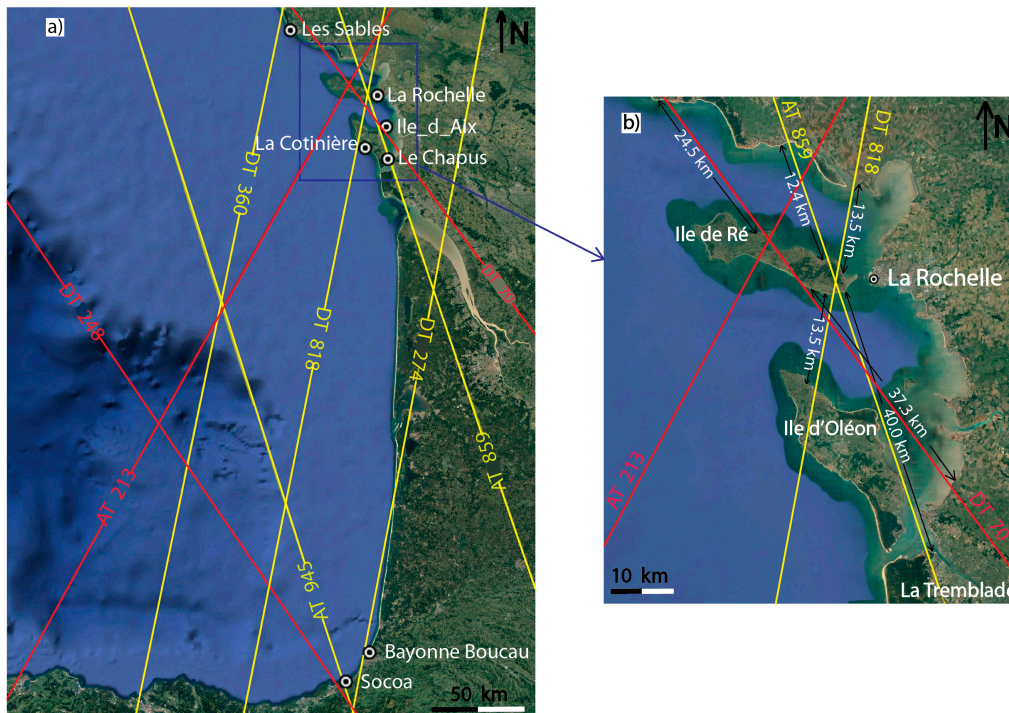 a)
N
Les Sables
La Rochelle
Ile_d_Aix
La Cotinière
Le Chapus
DT 360
DT 70
DT 248
DT 818
DT 274
AT 859
AT 213
AT 945
Bayonne Boucau
Socoa
50 km
b)
N
AT 859
DT 818
24.5 km
12.4 km
13.5 km
Ile de Ré
La Rochelle
13.5 km
37.3 km
40.0 km
Ile d'Oléon
AT 213
DT 70
10 km
La Tremblade